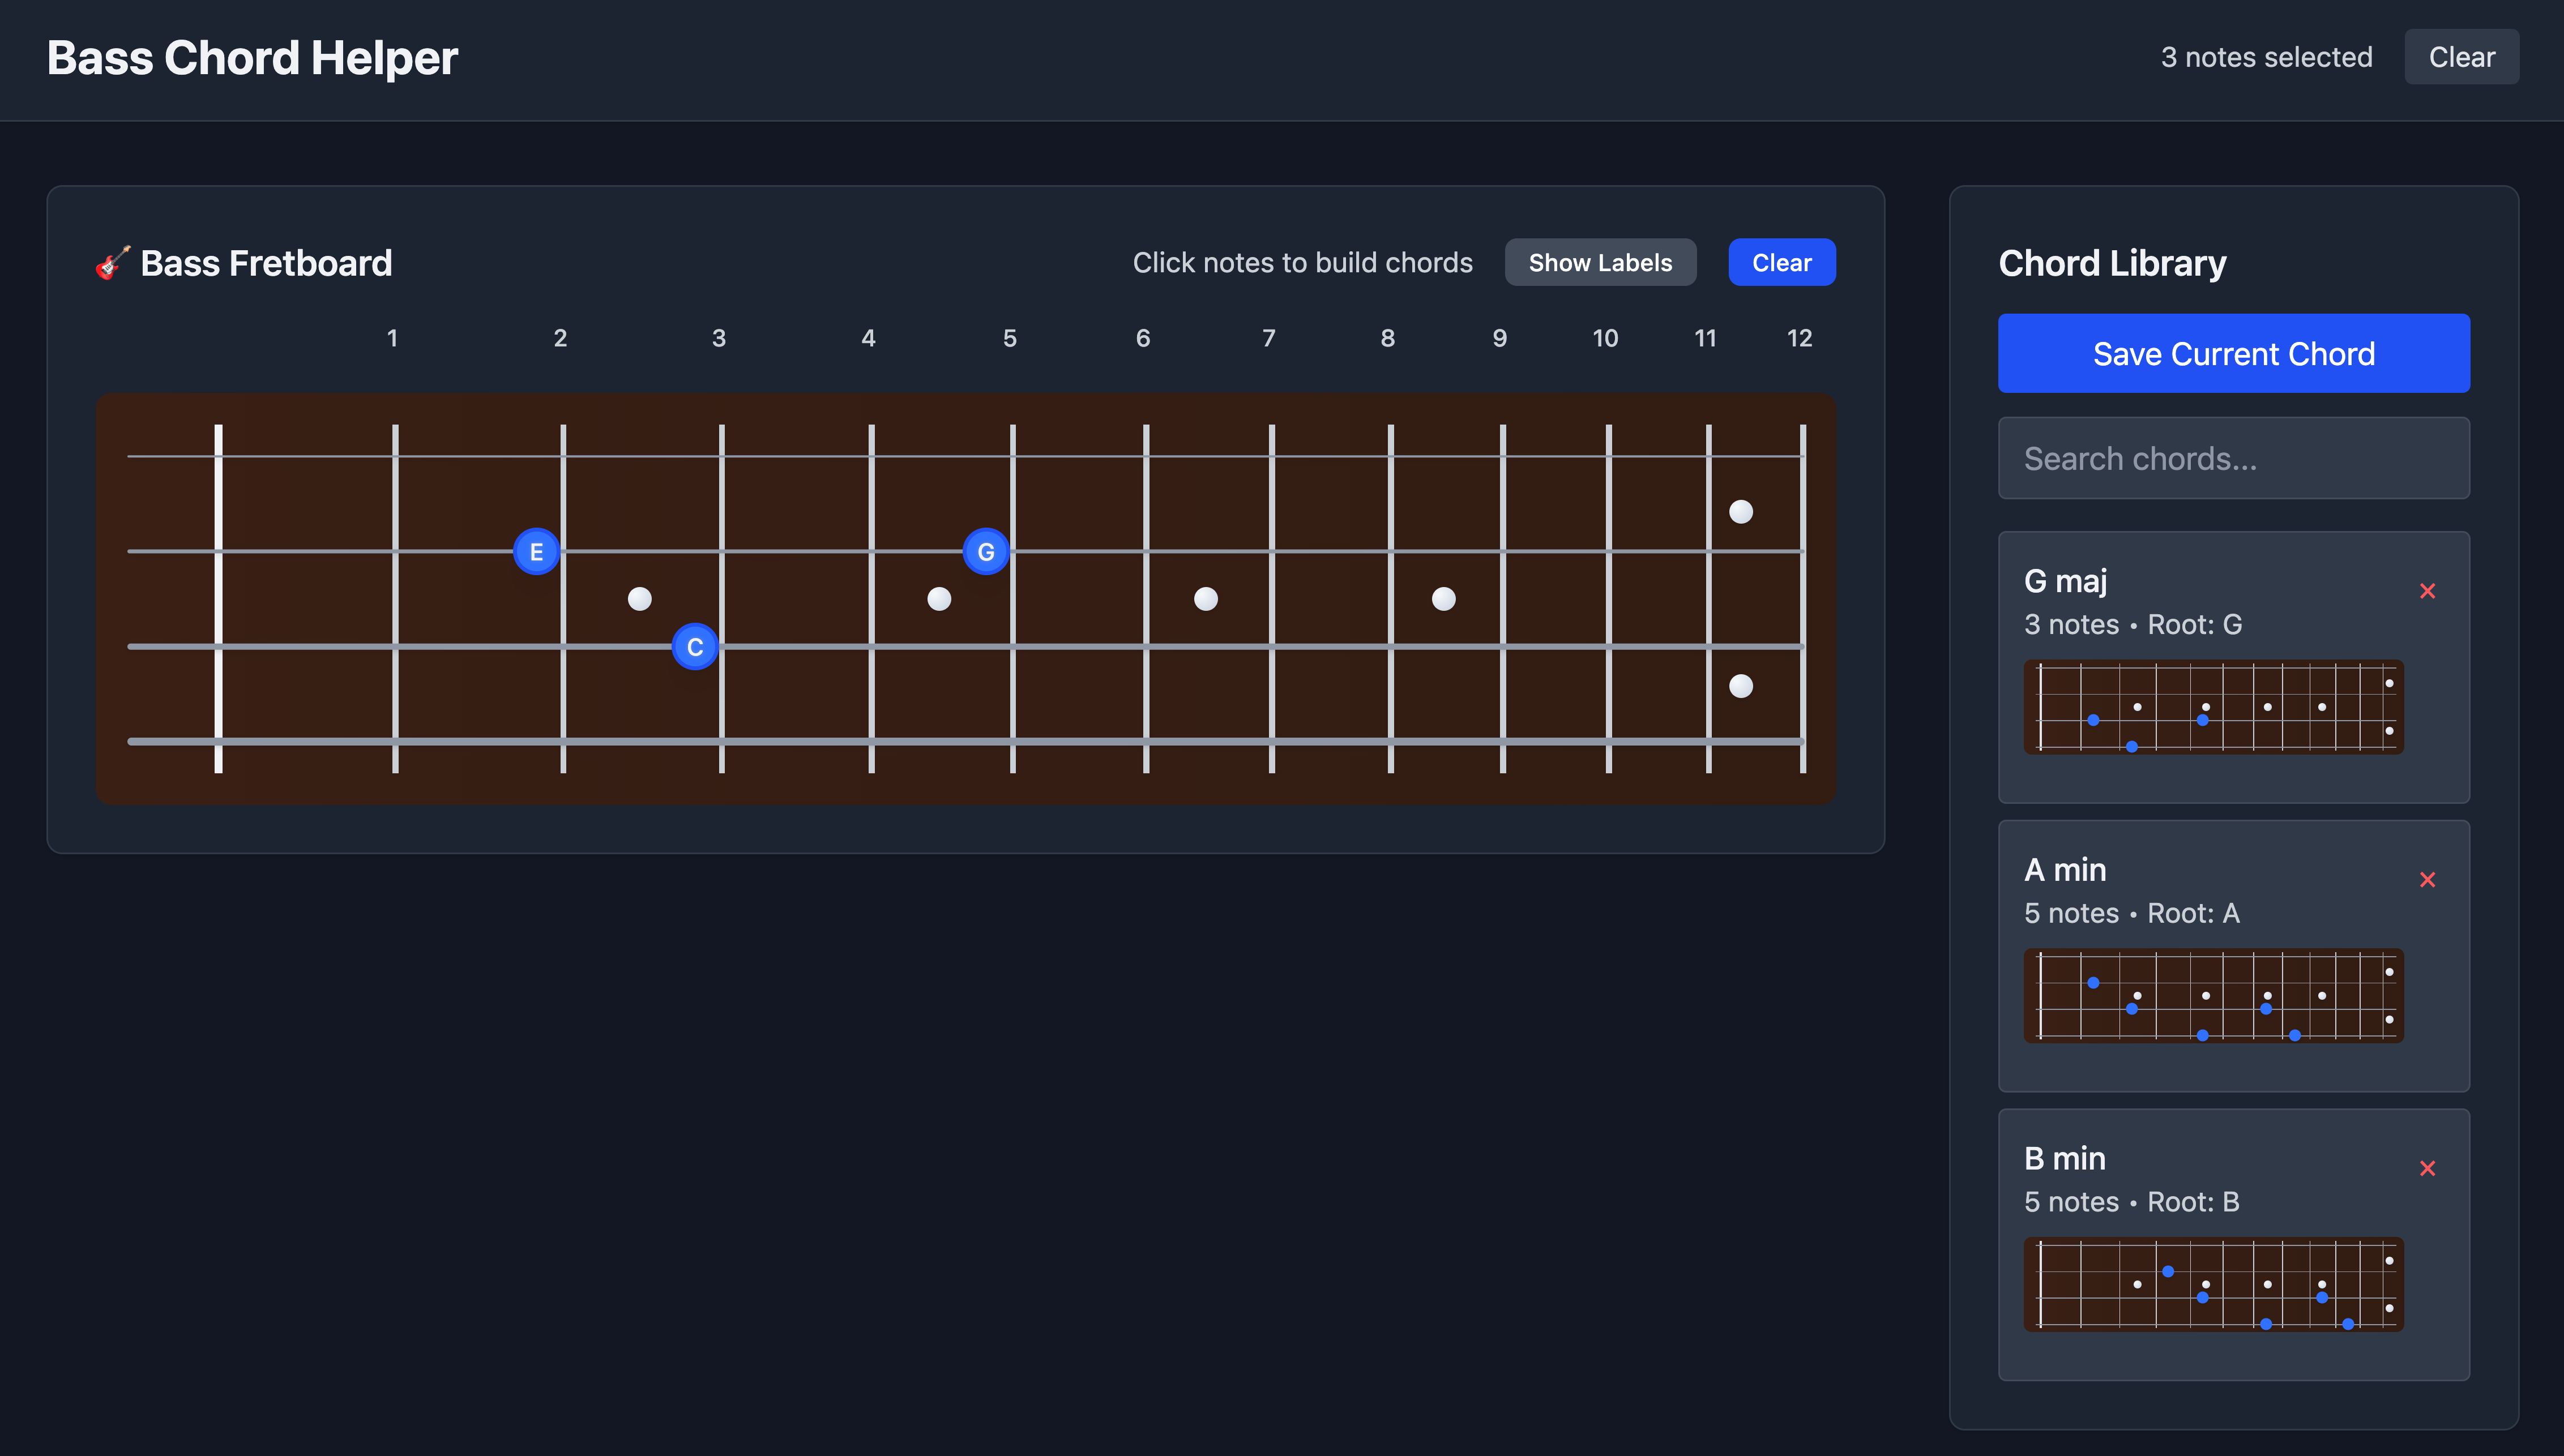 Bass Chord Helper
3 notes selected
Clear
🎸 Bass Fretboard
Click notes to build chords
Show Labels
Clear
1 2 3 4 5 6 7 8 9 10 11 12
E
G
C
Chord Library
Save Current Chord
Search chords...
G maj
×
3 notes • Root: G
A min
×
5 notes • Root: A
B min
×
5 notes • Root: B